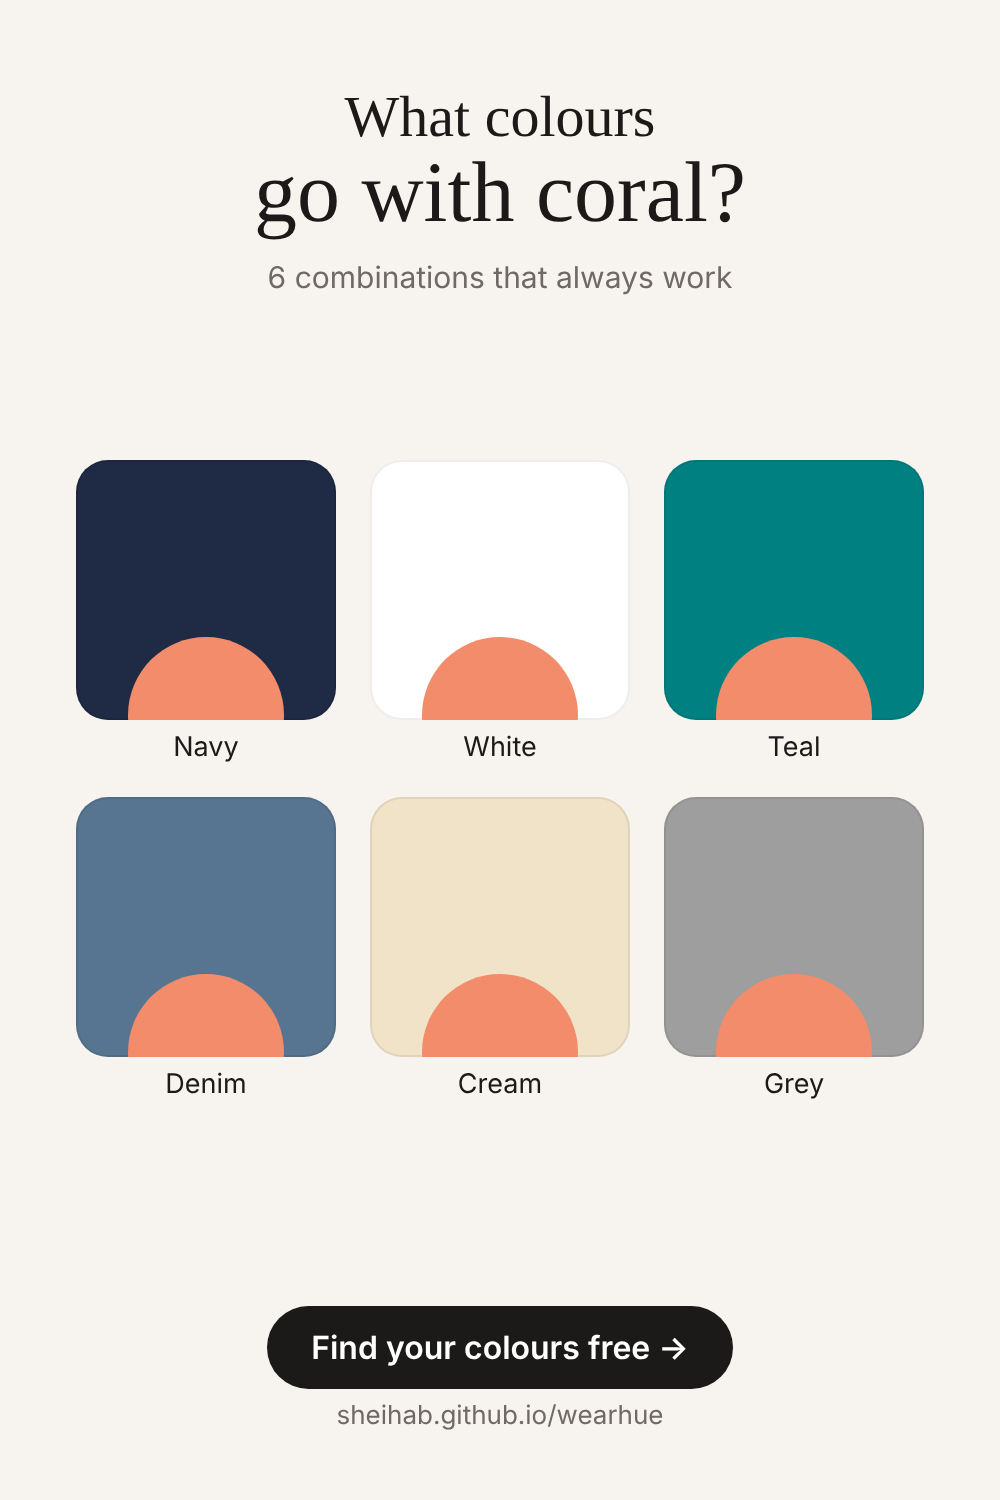 What colours
go with coral?
6 combinations that always work
Navy
White
Teal
Denim
Cream
Grey
Find your colours free →
sheihab.github.io/wearhue